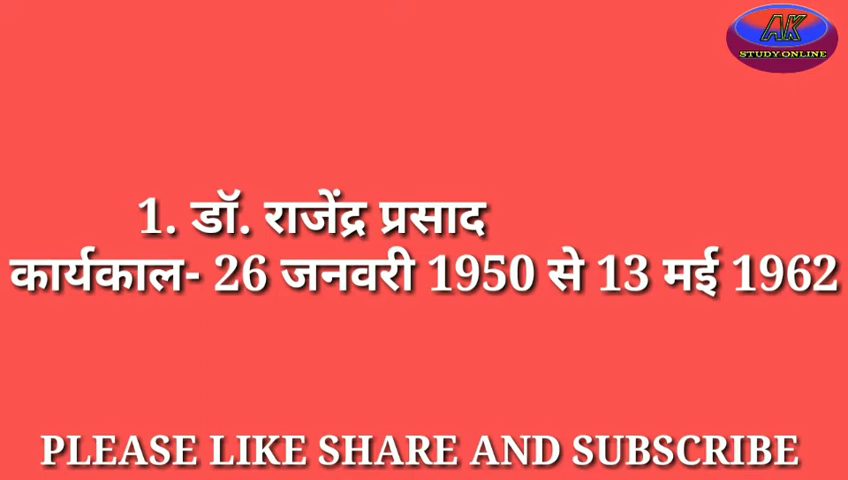 AK
STUDY ONLINE
1. डॉ. राजेंद्र प्रसाद
कार्यकाल- 26 जनवरी 1950 से 13 मई 1962
PLEASE LIKE SHARE AND SUBSCRIBE